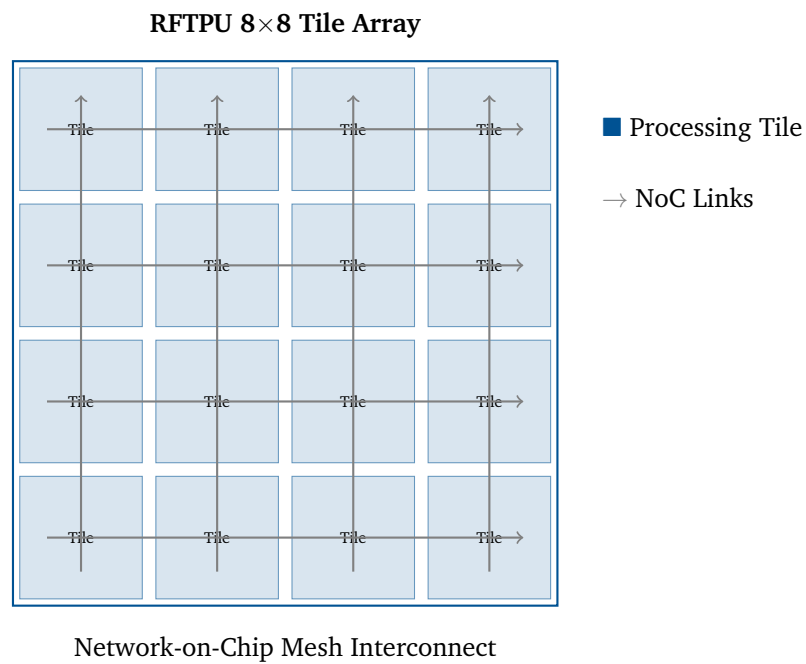 RFTPU 8×8 Tile Array
Tile Tile Tile Tile
Tile Tile Tile Tile
Tile Tile Tile Tile
Tile Tile Tile Tile
Processing Tile
→ NoC Links
Network-on-Chip Mesh Interconnect